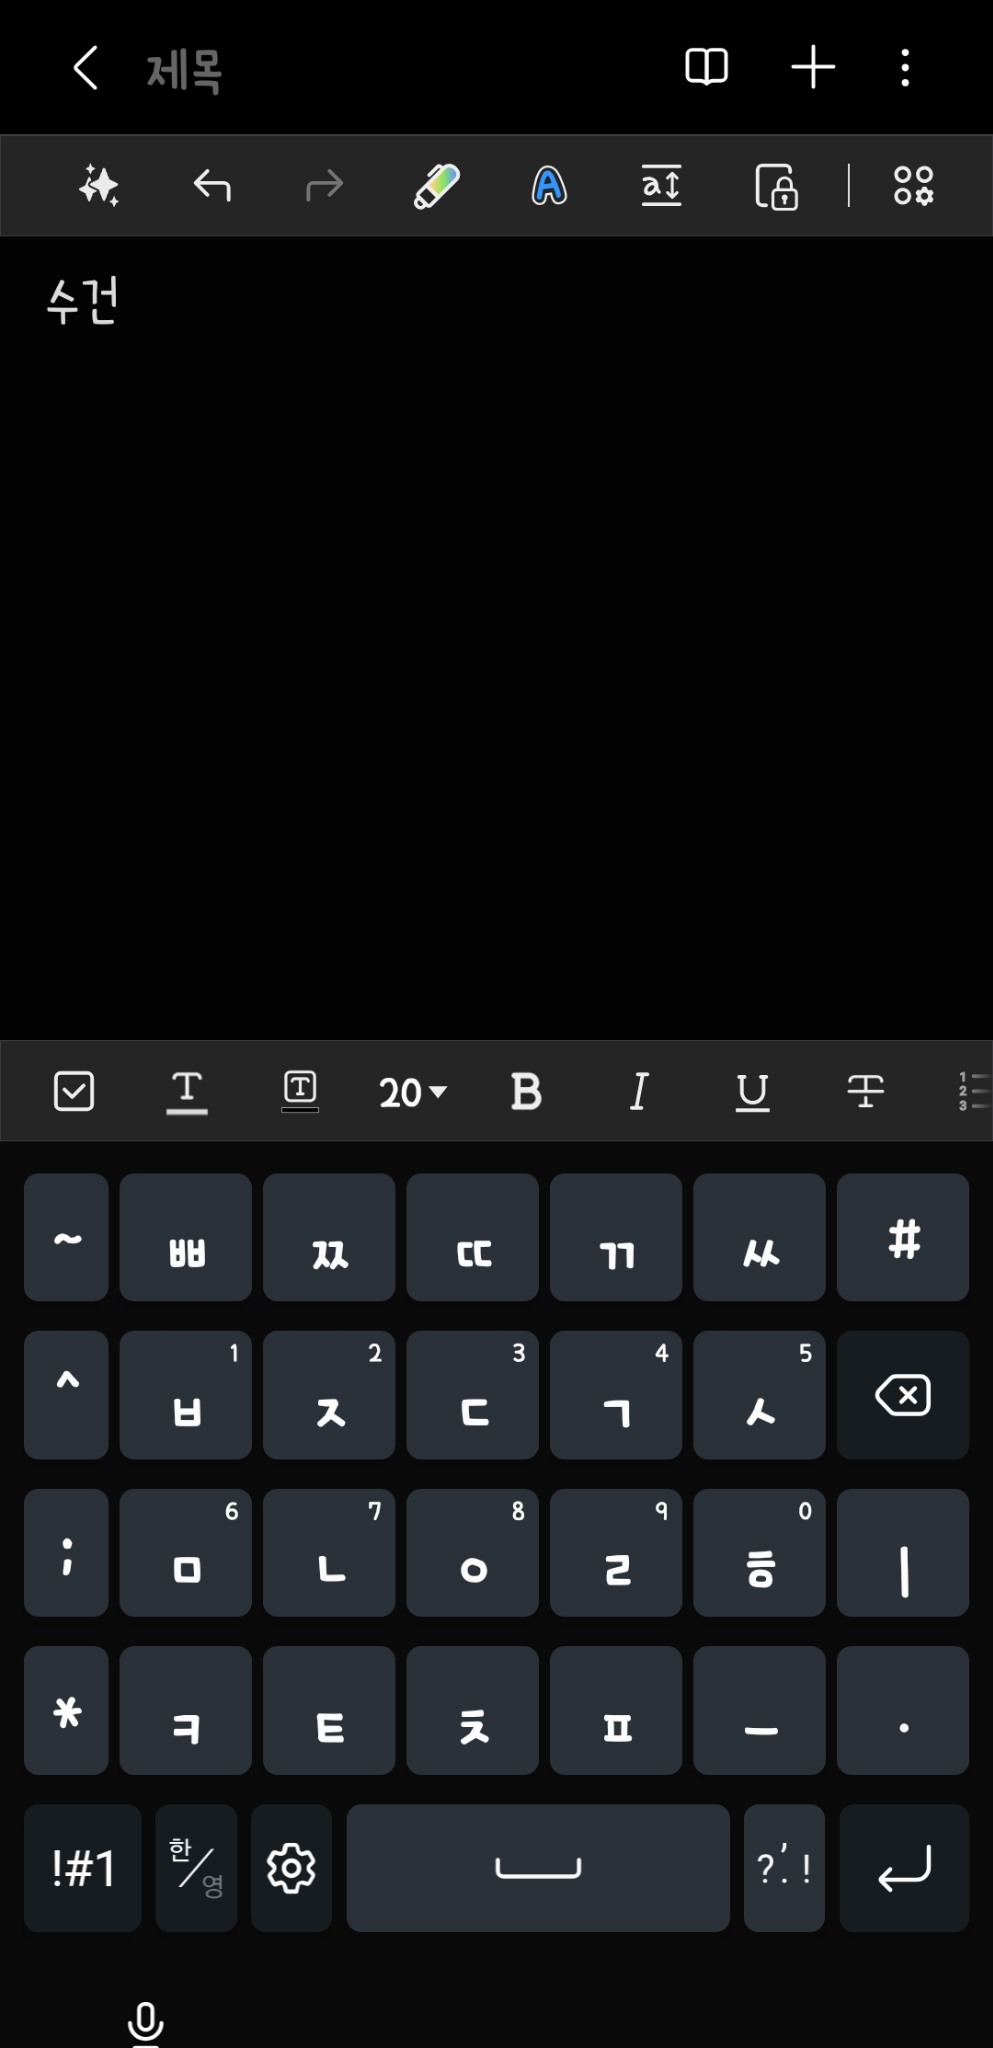 제목
수건
20 B I U T
~ ㅃ ㅉ ㄸ ㄲ ㅆ #
^ ㅂ 1 ㅈ 2 ㄷ 3 ㄱ 4 ㅅ 5
; ㅁ 6 ㄴ 7 ㅇ 8 ㄹ 9 ㅎ 0 ㅣ
* ㅋ ㅌ ㅊ ㅍ ㅡ ·
!#1 한/영 ?'.!